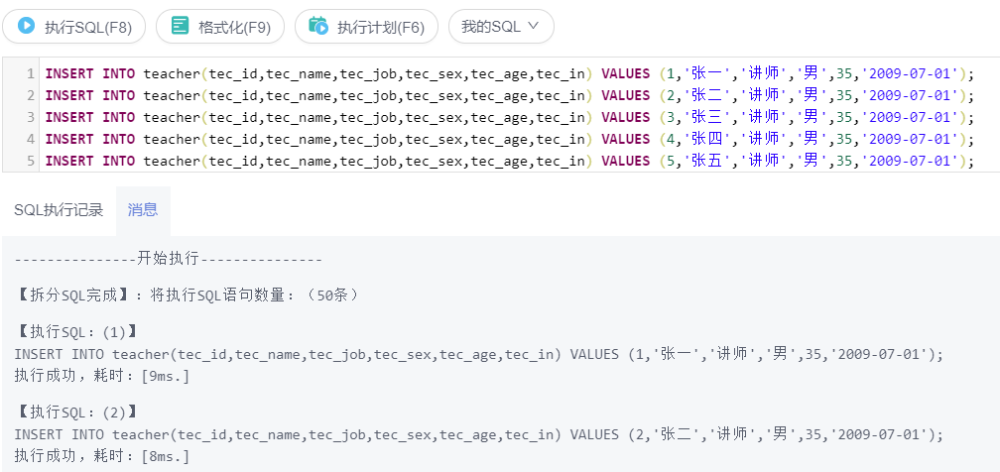 执行SQL(F8) 格式化(F9) 执行计划(F6) 我的SQL
1 INSERT INTO teacher(tec_id,tec_name,tec_job,tec_sex,tec_age,tec_in) VALUES (1,'张一','讲师','男',35,'2009-07-01');
2 INSERT INTO teacher(tec_id,tec_name,tec_job,tec_sex,tec_age,tec_in) VALUES (2,'张二','讲师','男',35,'2009-07-01');
3 INSERT INTO teacher(tec_id,tec_name,tec_job,tec_sex,tec_age,tec_in) VALUES (3,'张三','讲师','男',35,'2009-07-01');
4 INSERT INTO teacher(tec_id,tec_name,tec_job,tec_sex,tec_age,tec_in) VALUES (4,'张四','讲师','男',35,'2009-07-01');
5 INSERT INTO teacher(tec_id,tec_name,tec_job,tec_sex,tec_age,tec_in) VALUES (5,'张五','讲师','男',35,'2009-07-01');
SQL执行记录 消息
---------------开始执行---------------
【拆分SQL完成】：将执行SQL语句数量：（50条）
【执行SQL：(1)】
INSERT INTO teacher(tec_id,tec_name,tec_job,tec_sex,tec_age,tec_in) VALUES (1,'张一','讲师','男',35,'2009-07-01');
执行成功，耗时：[9ms.]
【执行SQL：(2)】
INSERT INTO teacher(tec_id,tec_name,tec_job,tec_sex,tec_age,tec_in) VALUES (2,'张二','讲师','男',35,'2009-07-01');
执行成功，耗时：[8ms.]